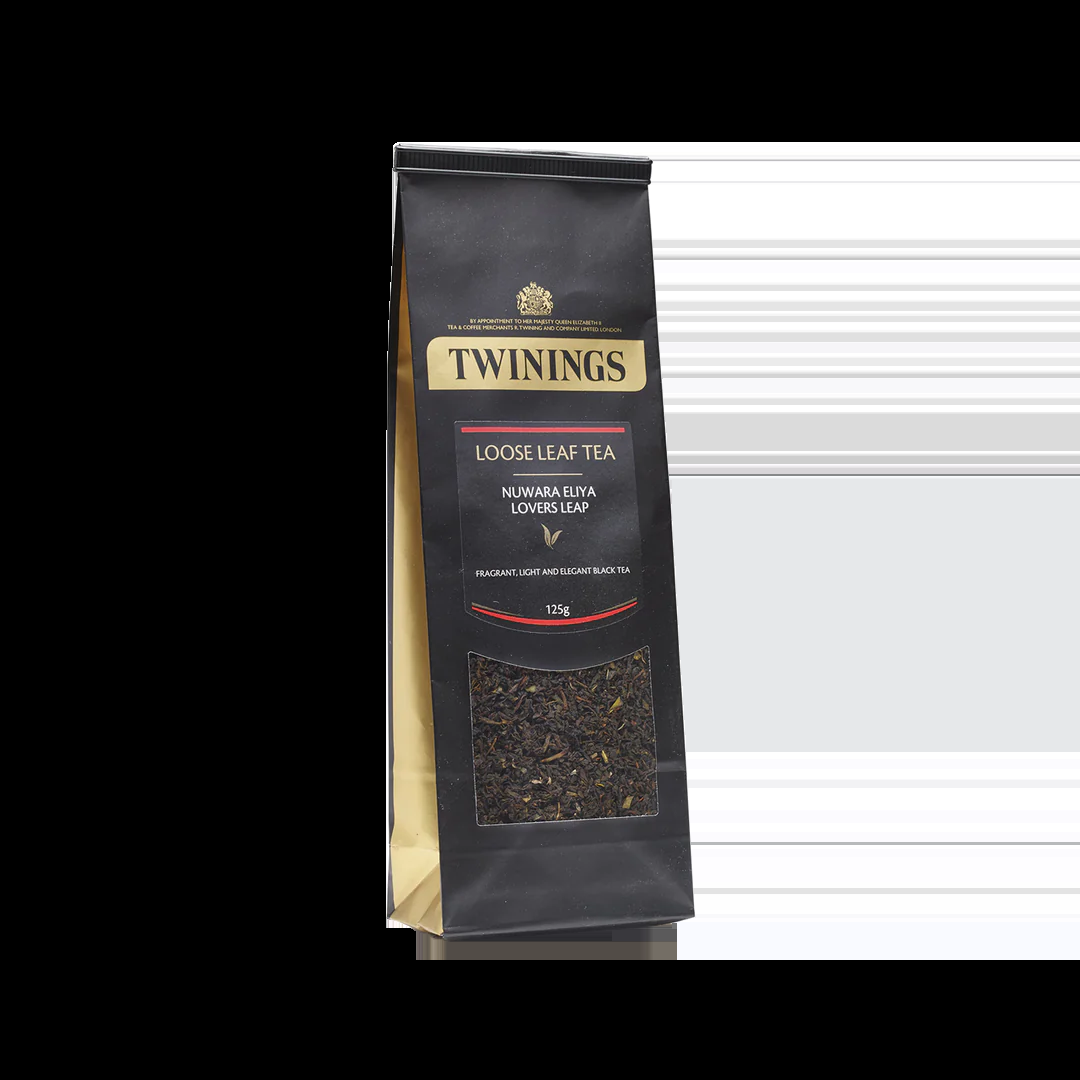 BY APPOINTMENT TO HER MAJESTY QUEEN ELIZABETH II
TEA & COFFEE MERCHANTS R. TWINING AND COMPANY LIMITED, LONDON
TWININGS
LOOSE LEAF TEA
NUWARA ELIYA
LOVERS LEAP
FRAGRANT, LIGHT AND ELEGANT BLACK TEA
125g